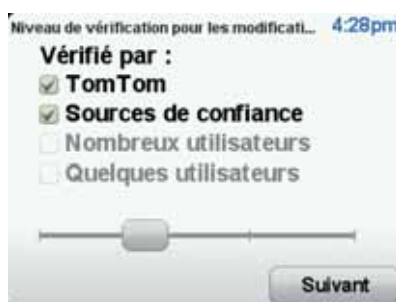 Niveau de vérification pour les modificati... 4:28pm
Vérifié par :
TomTom
Sources de confiance
Nombreux utilisateurs
Quelques utilisateurs
Suivant